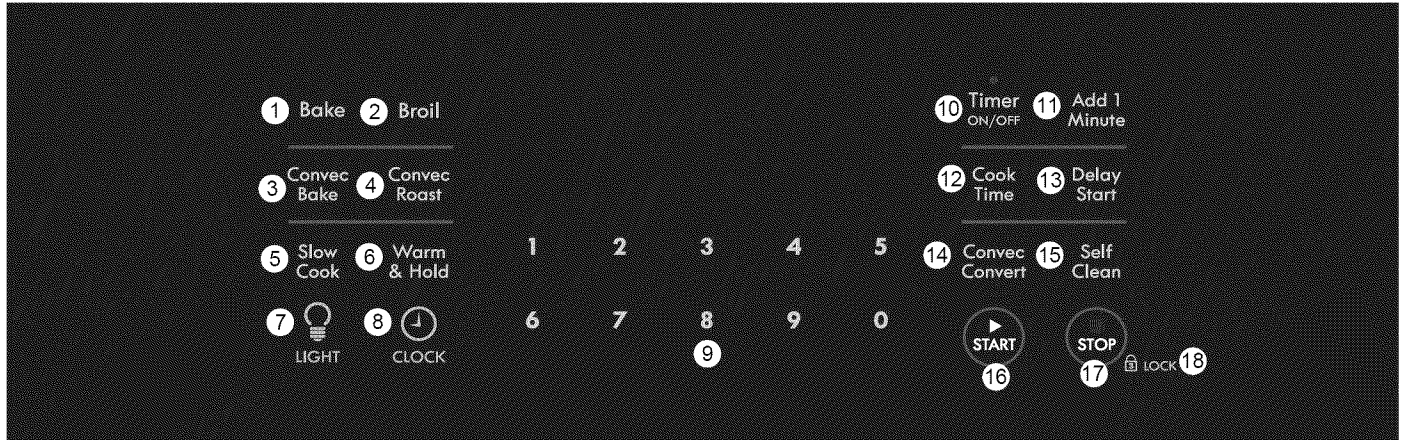 1 Bake 2 Broil
10 Timer 11 Add 1
ON/OFF Minute
3 Convec 4 Convec
Bake Roast
12 Cook 13 Delay
Time Start
5 Slow 6 Warm
Cook & Hold
1 2 3 4 5
14 Convec 15 Self
Convert Clean
7 8
LIGHT CLOCK
6 7 8 9 0
9
START STOP
16 17
3 LOCK 18